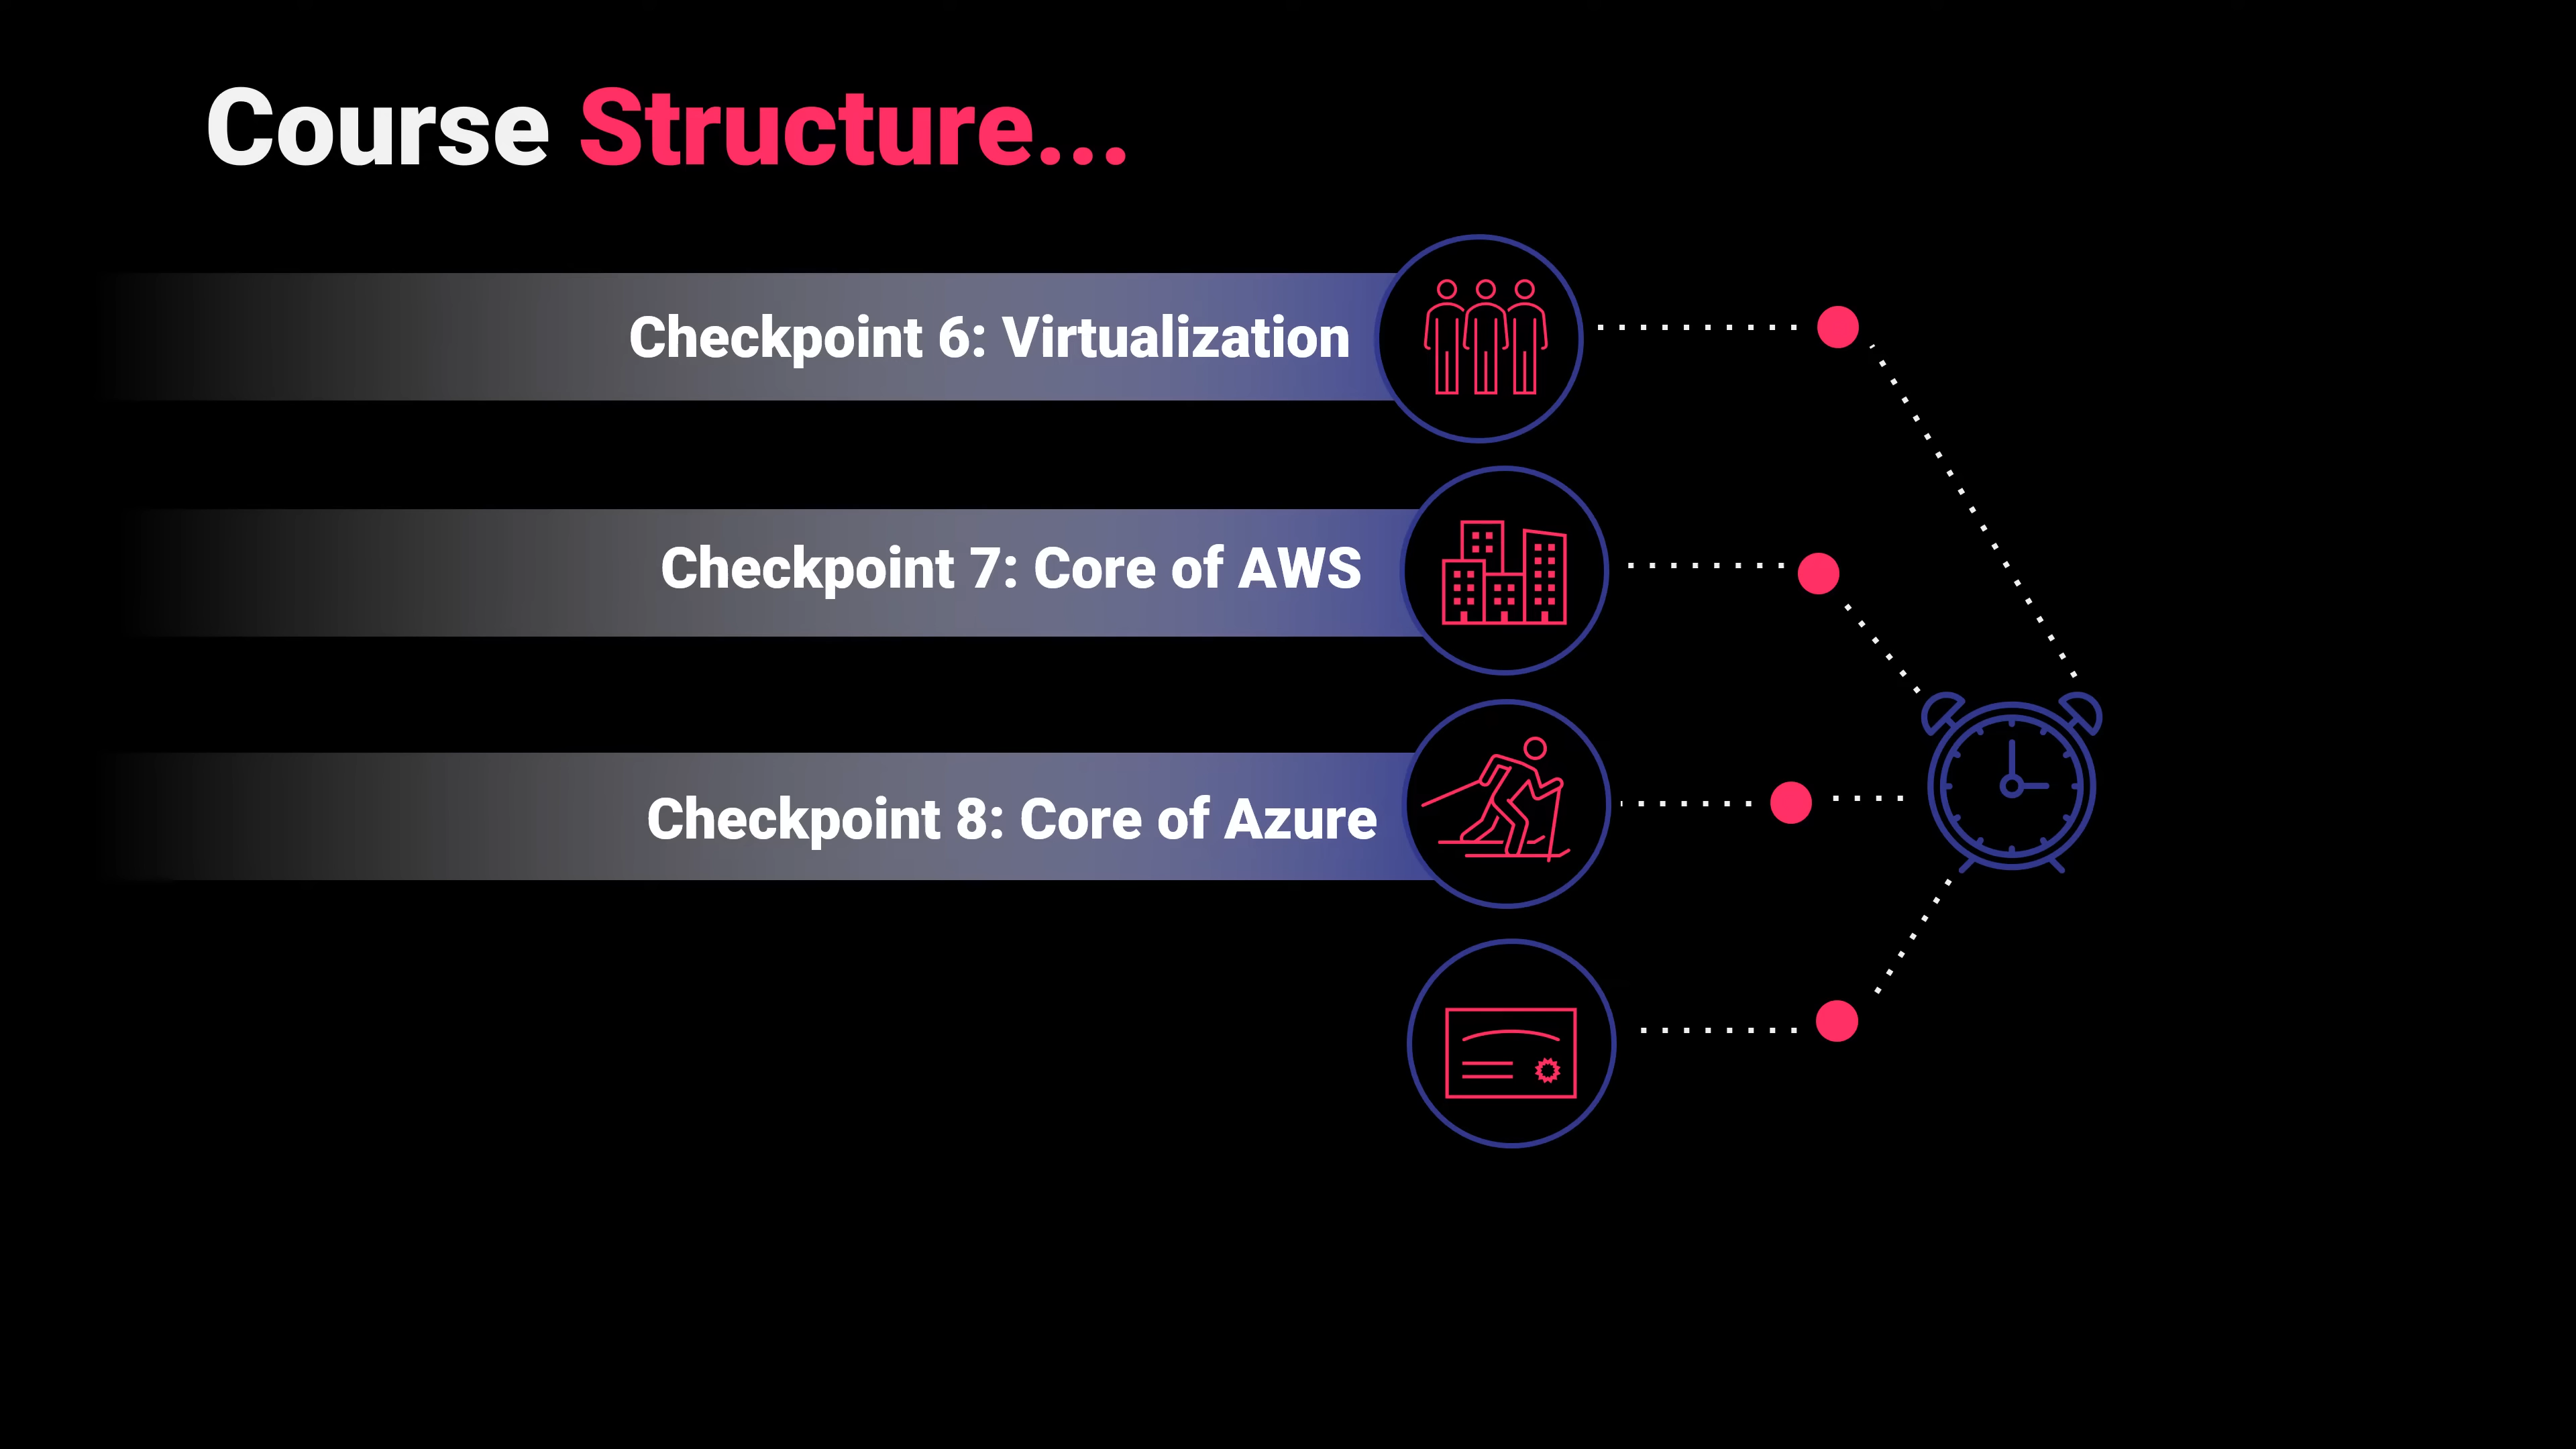 Course Structure...
Checkpoint 6: Virtualization
Checkpoint 7: Core of AWS
Checkpoint 8: Core of Azure